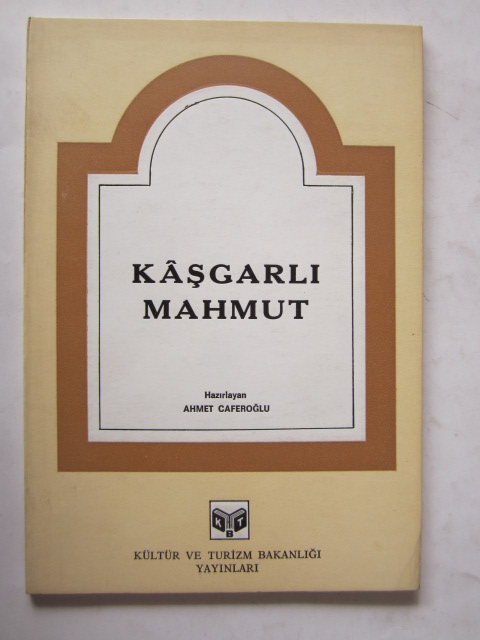 KÂŞGARLI
MAHMUT
Hazırlayan
AHMET CAFEROĞLU
K B T
KÜLTÜR VE TURİZM BAKANLIĞI
YAYINLARI